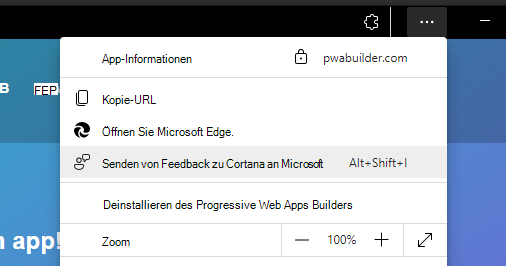 ...
App-Informationen pwabuilder.com
B FEP
Kopie-URL
Öffnen Sie Microsoft Edge.
Senden von Feedback zu Cortana an Microsoft Alt+Shift+I
Deinstallieren des Progressive Web Apps Builders
n app!
Zoom 100%